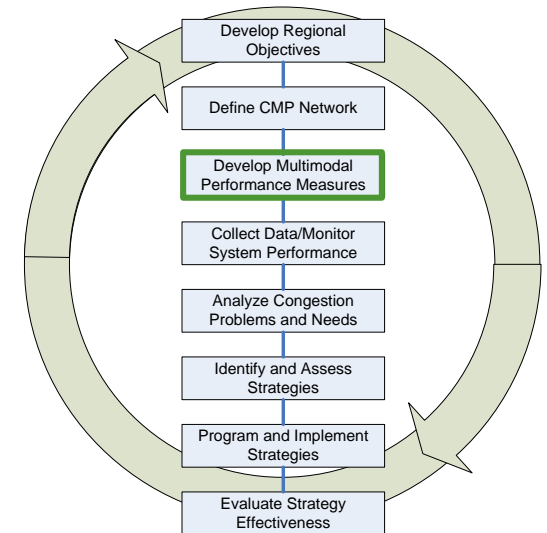 Develop Regional
Objectives
Define CMP Network
Develop Multimodal
Performance Measures
Collect Data/Monitor
System Performance
Analyze Congestion
Problems and Needs
Identify and Assess
Strategies
Program and Implement
Strategies
Evaluate Strategy
Effectiveness